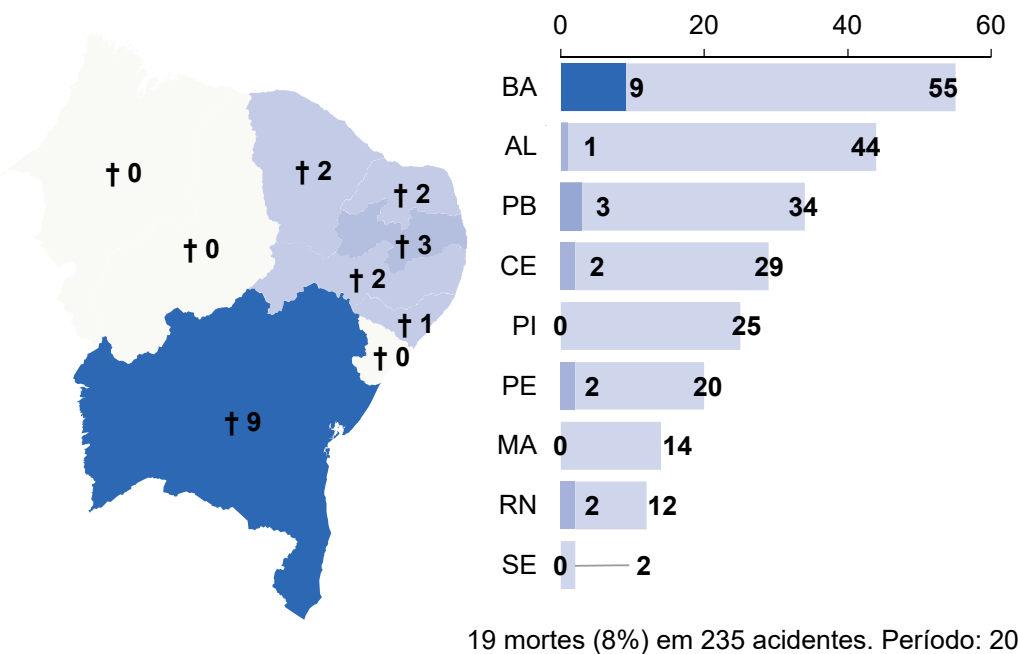 0 20 40 60
BA 9 55
AL 1 44
PB 3 34
CE 2 29
PI 0 25
PE 2 20
MA 0 14
RN 2 12
SE 0 2
† 0
† 2
† 2
† 0
† 3
† 2
† 1
† 0
† 9
19 mortes (8%) em 235 acidentes. Período: 20